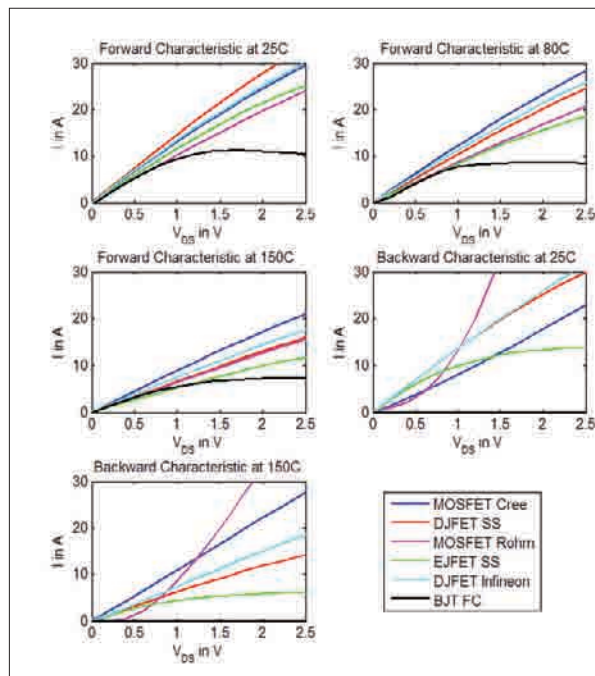 Forward Characteristic at 25C
30
20
10
0
I in A
0 0.5 1 1.5 2 2.5
V_DS in V
Forward Characteristic at 80C
30
20
10
0
I in A
0 0.5 1 1.5 2 2.5
V_DS in V
Forward Characteristic at 150C
30
20
10
0
I in A
0 0.5 1 1.5 2 2.5
V_DS in V
Backward Characteristic at 25C
30
20
10
0
I in A
0 0.5 1 1.5 2 2.5
V_DS in V
Backward Characteristic at 150C
30
20
10
0
I in A
0 0.5 1 1.5 2 2.5
V_DS in V
MOSFET Cree
DJFET SS
MOSFET Rohm
EJFET SS
DJFET Infineon
BJT FC